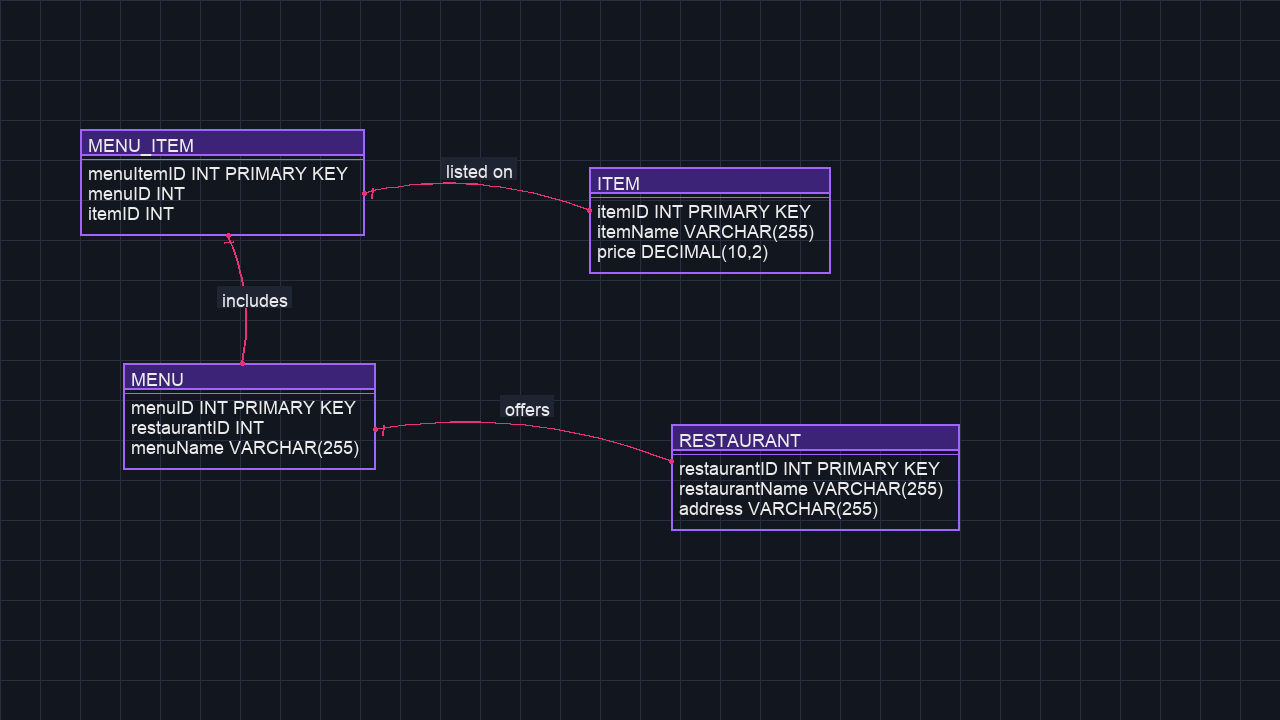 MENU_ITEM
menuItemID INT PRIMARY KEY
menuID INT
itemID INT
listed on
ITEM
itemID INT PRIMARY KEY
itemName VARCHAR(255)
price DECIMAL(10,2)
includes
MENU
menuID INT PRIMARY KEY
restaurantID INT
menuName VARCHAR(255)
offers
RESTAURANT
restaurantID INT PRIMARY KEY
restaurantName VARCHAR(255)
address VARCHAR(255)